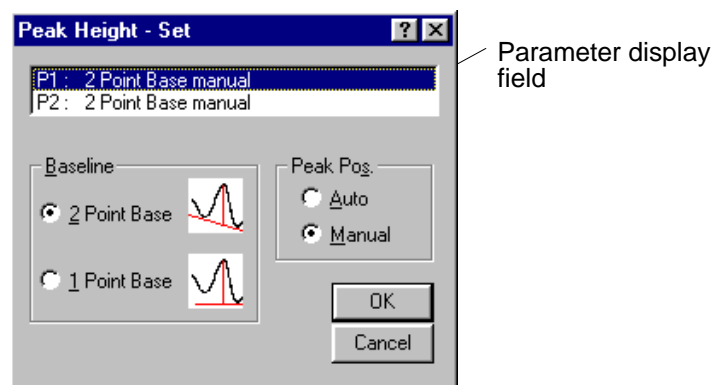 Peak Height - Set
Parameter display
field
P1 : 2 Point Base manual
P2 : 2 Point Base manual
Baseline
2 Point Base
1 Point Base
Peak Pos.
Auto
Manual
OK
Cancel